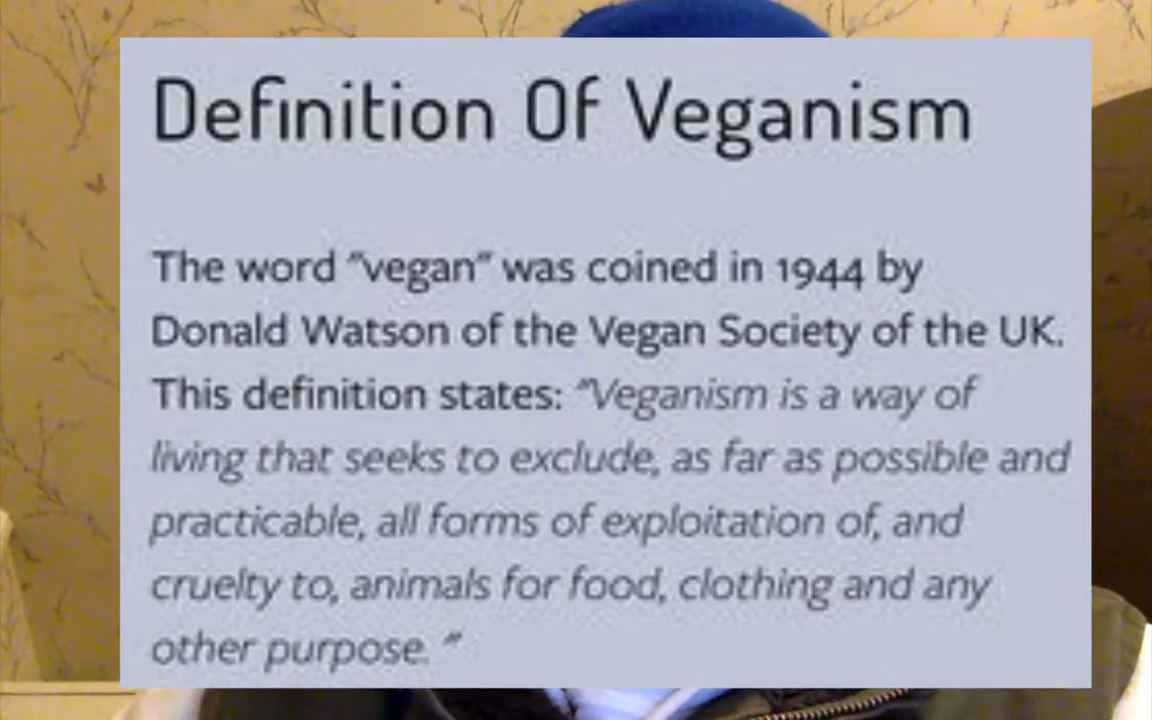 Definition Of Veganism
The word "vegan" was coined in 1944 by
Donald Watson of the Vegan Society of the UK.
This definition states: "Veganism is a way of
living that seeks to exclude, as far as possible and
practicable, all forms of exploitation of, and
cruelty to, animals for food, clothing and any
other purpose. "